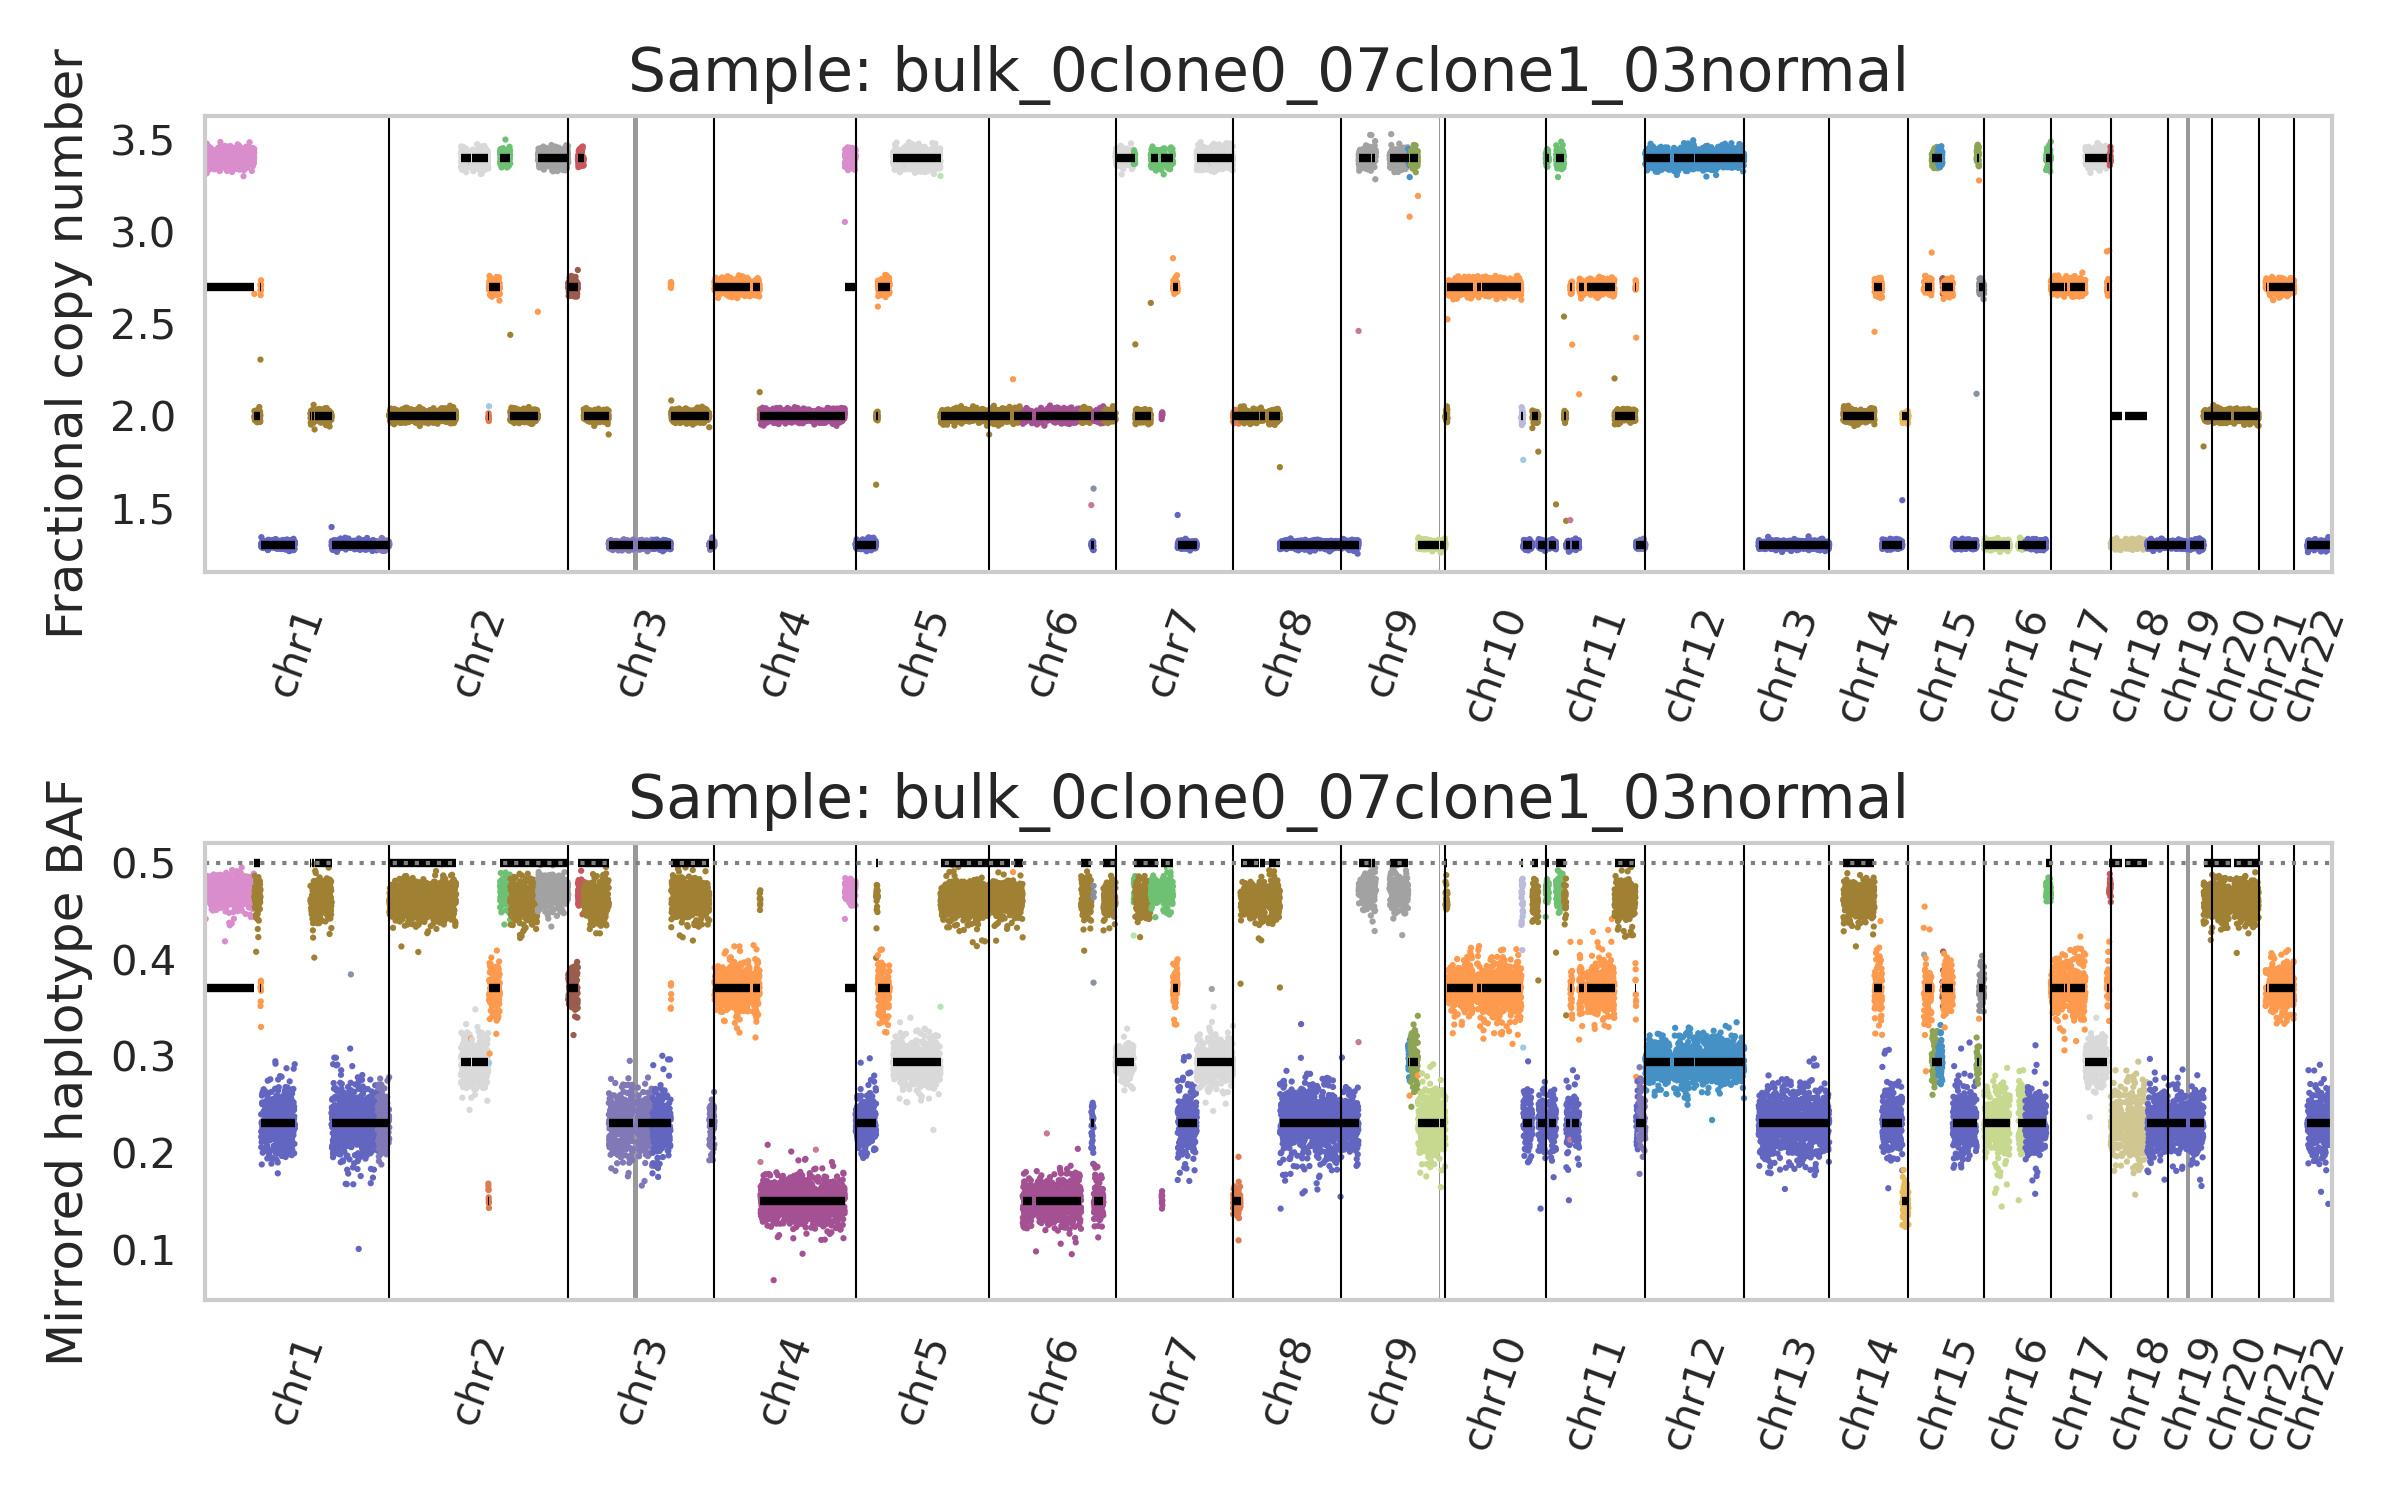 Sample: bulk_0clone0_07clone1_03normal
Fractional copy number
3.5
3.0
2.5
2.0
1.5
chr1
chr2
chr3
chr4
chr5
chr6
chr7
chr8
chr9
chr10
chr11
chr12
chr13
chr14
chr15
chr16
chr17
chr18
chr19
chr20
chr21
chr22
Sample: bulk_0clone0_07clone1_03normal
Mirrored haplotype BAF
0.5
0.4
0.3
0.2
0.1
chr1
chr2
chr3
chr4
chr5
chr6
chr7
chr8
chr9
chr10
chr11
chr12
chr13
chr14
chr15
chr16
chr17
chr18
chr19
chr20
chr21
chr22